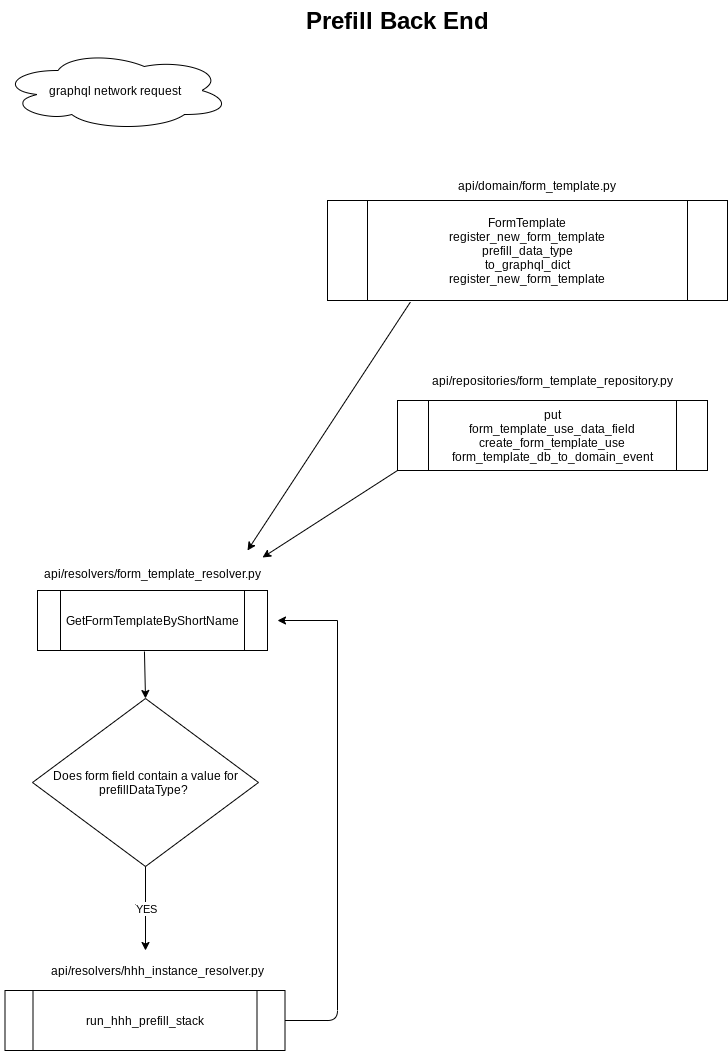 Prefill Back End
graphql network request
api/domain/form_template.py
FormTemplate
register_new_form_template
prefill_data_type
to_graphql_dict
register_new_form_template
api/repositories/form_template_repository.py
put
form_template_use_data_field
create_form_template_use
form_template_db_to_domain_event
api/resolvers/form_template_resolver.py
GetFormTemplateByShortName
Does form field contain a value for
prefillDataType?
`YES
api/resolvers/hhh_instance_resolver.py
run_hhh_prefill_stack